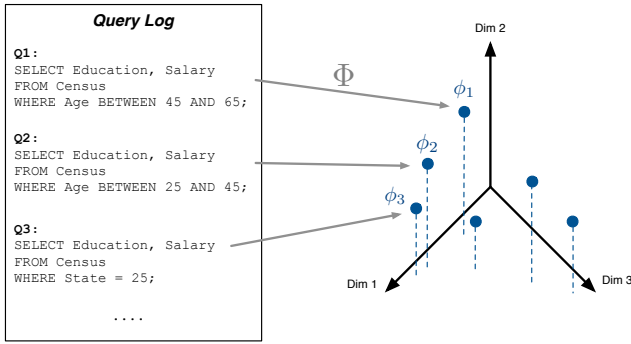 Query Log
Q1:
SELECT Education, Salary
FROM Census
WHERE Age BETWEEN 45 AND 65;
Q2:
SELECT Education, Salary
FROM Census
WHERE Age BETWEEN 25 AND 45;
Q3:
SELECT Education, Salary
FROM Census
WHERE State = 25;
....
Φ
Dim 2
ϕ1
ϕ2
ϕ3
Dim 1
Dim 3